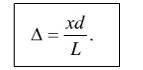 Δ = xd/L.